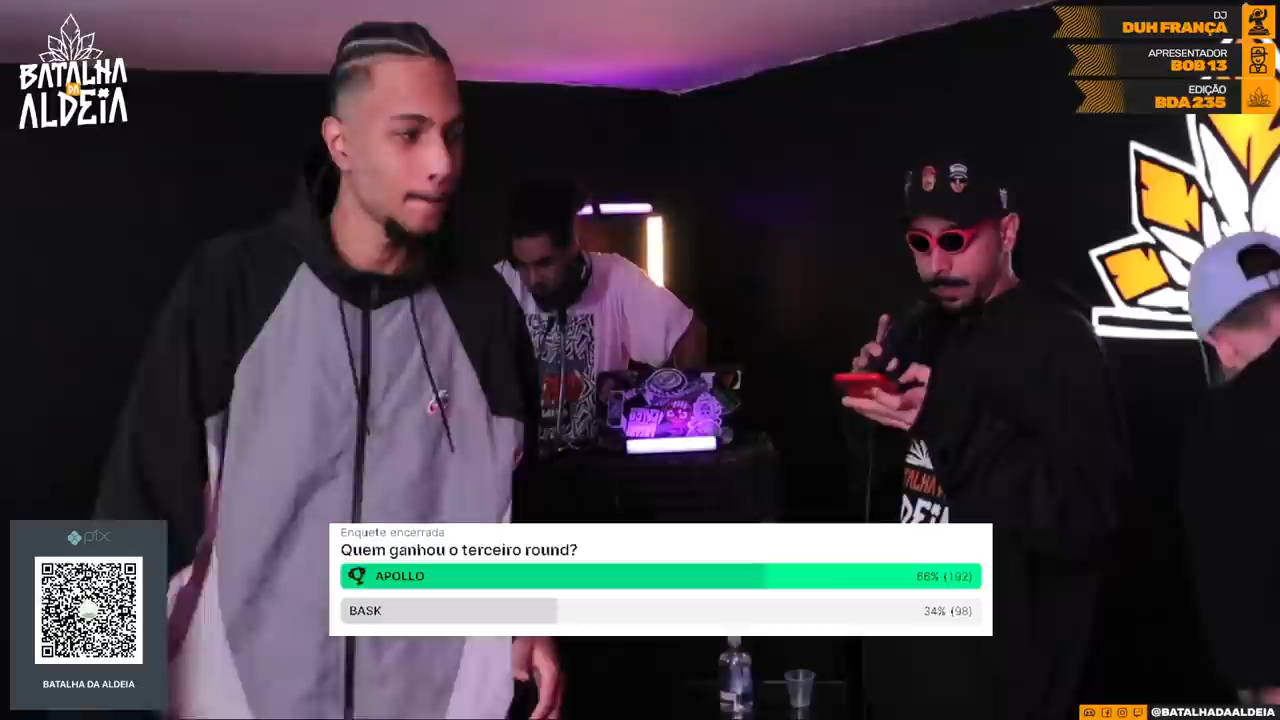 BATALHA
DA
ALDEIA
DJ
DUH FRANÇA
APRESENTADOR
BOB 13
EDIÇÃO
BDA 235
pix
BATALHA DA ALDEIA
Enquete encerrada
Quem ganhou o terceiro round?
APOLLO 66% (192)
BASK 34% (98)
@BATALHADAALDEIA